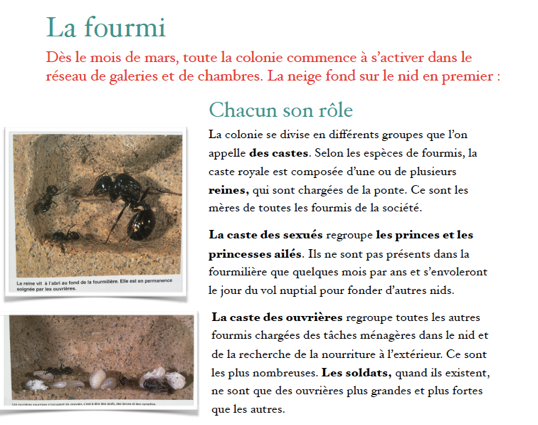 La fourmi
Dès le mois de mars, toute la colonie commence à s'activer dans le
réseau de galeries et de chambres. La neige fond sur le nid en premier :
Chacun son rôle
La colonie se divise en différents groupes que l'on
appelle des castes. Selon les espèces de fourmis, la
caste royale est composée d'une ou de plusieurs
reines, qui sont chargées de la ponte. Ce sont les
mères de toutes les fourmis de la société.
La reine vit à l'abri au fond de la fourmilière. Elle est en permanence
soignée par les ouvrières.
La caste des sexués regroupe les princes et les
princesses ailés. Ils ne sont pas présents dans la
fourmilière que quelques mois par ans et s'envoleront
le jour du vol nuptial pour fonder d'autres nids.
La caste des ouvrières regroupe toutes les autres
fourmis chargées des tâches ménagères dans le nid et
de la recherche de la nourriture à l'extérieur. Ce sont
les plus nombreuses. Les soldats, quand ils existent,
ne sont que des ouvrières plus grandes et plus fortes
que les autres.